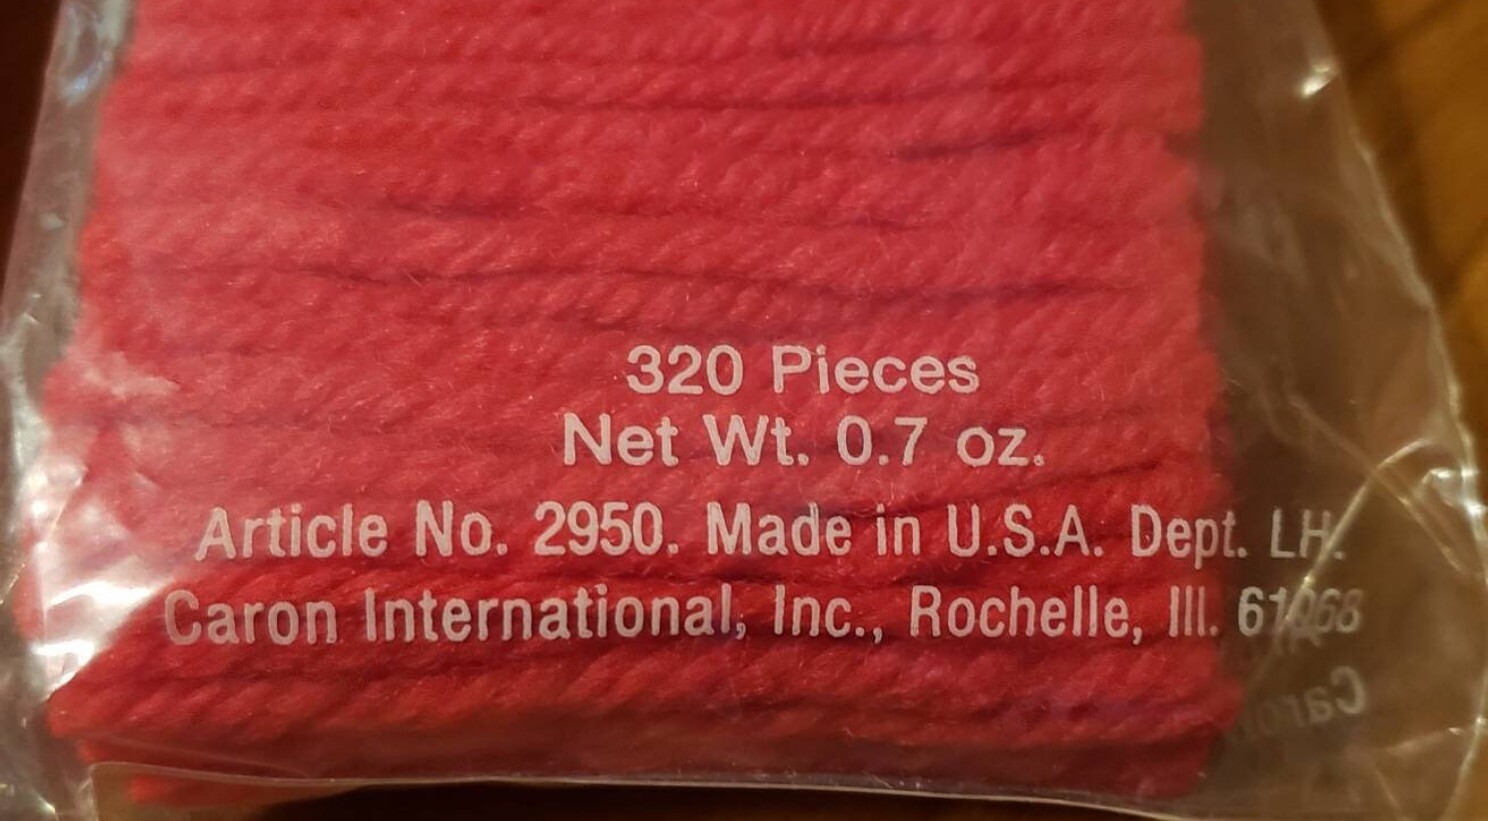 320 Pieces
Net Wt. 0.7 oz.
Article No. 2950. Made in U.S.A. Dept. LH.
Caron International, Inc., Rochelle, Ill. 61068
Caron